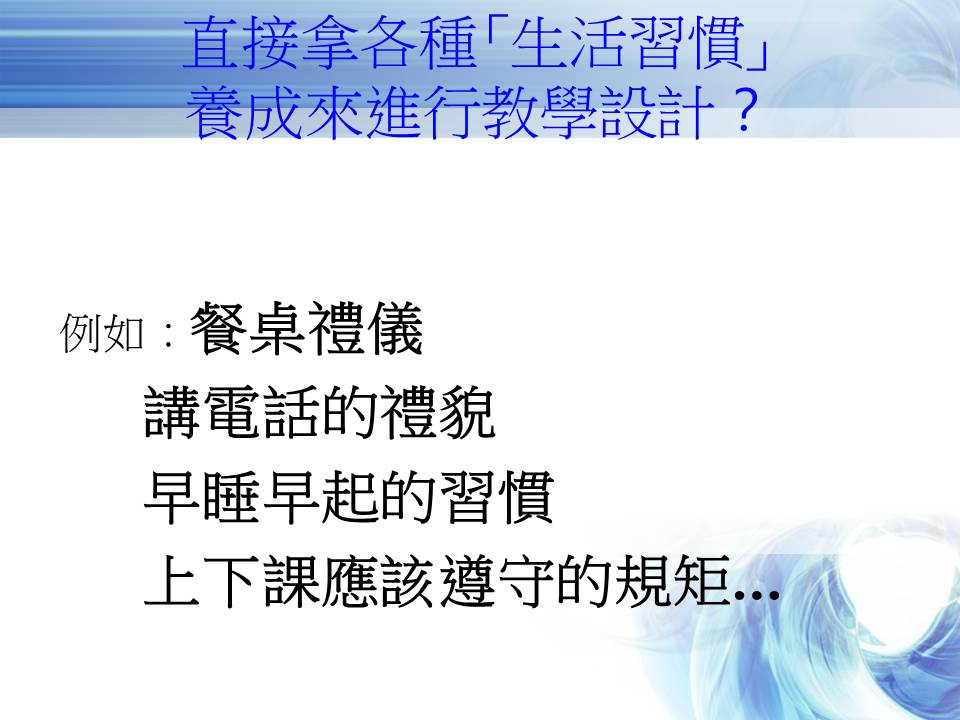 直接拿各種「生活習慣」
養成來進行教學設計？
例如：餐桌禮儀
講電話的禮貌
早睡早起的習慣
上下課應該遵守的規矩…